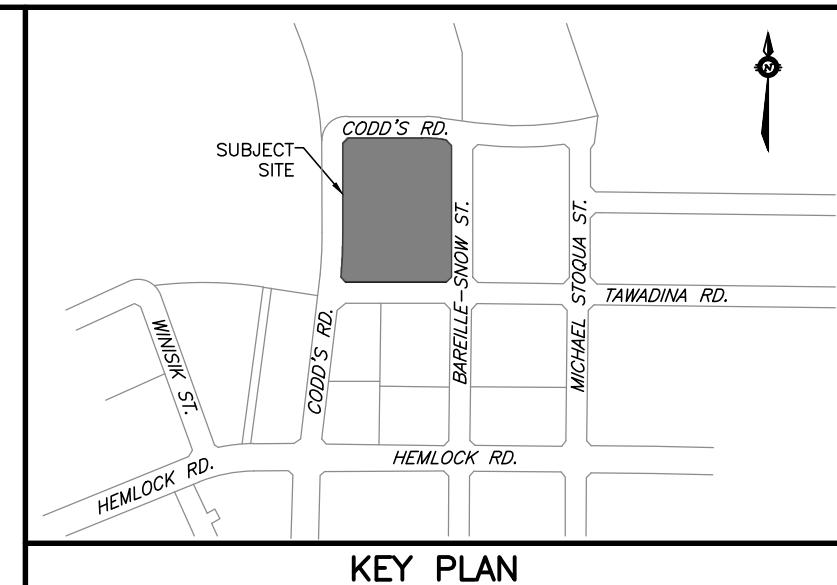 CODD'S RD.
N
SUBJECT
SITE
BAREILLE-SNOW ST.
MICHAEL STOQUA ST.
TAWADINA RD.
WINISIK ST.
CODD'S RD.
HEMLOCK RD.
HEMLOCK RD.
KEY PLAN